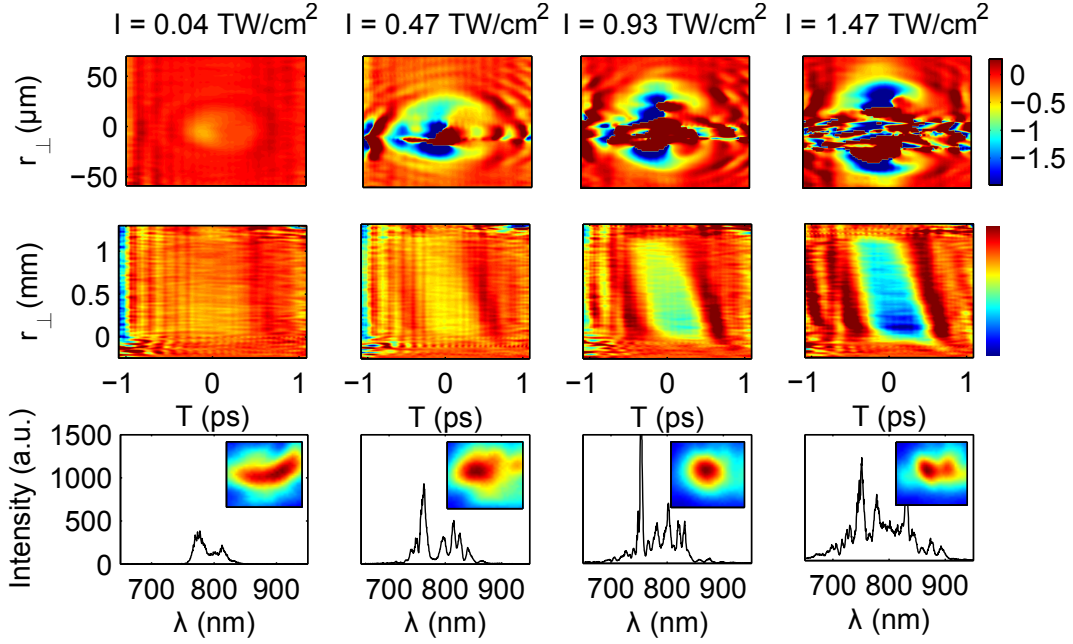 I = 0.04 TW/cm² I = 0.47 TW/cm² I = 0.93 TW/cm² I = 1.47 TW/cm²
r⊥ (μm)
50
0
−50
0
−0.5
−1
−1.5
r⊥ (mm)
1
0.5
0
−1 0 1 −1 0 1 −1 0 1 −1 0 1
T (ps) T (ps) T (ps) T (ps)
Intensity (a.u.)
1500
1000
500
0
700 800 900 700 800 900 700 800 900 700 800 900
λ (nm) λ (nm) λ (nm) λ (nm)